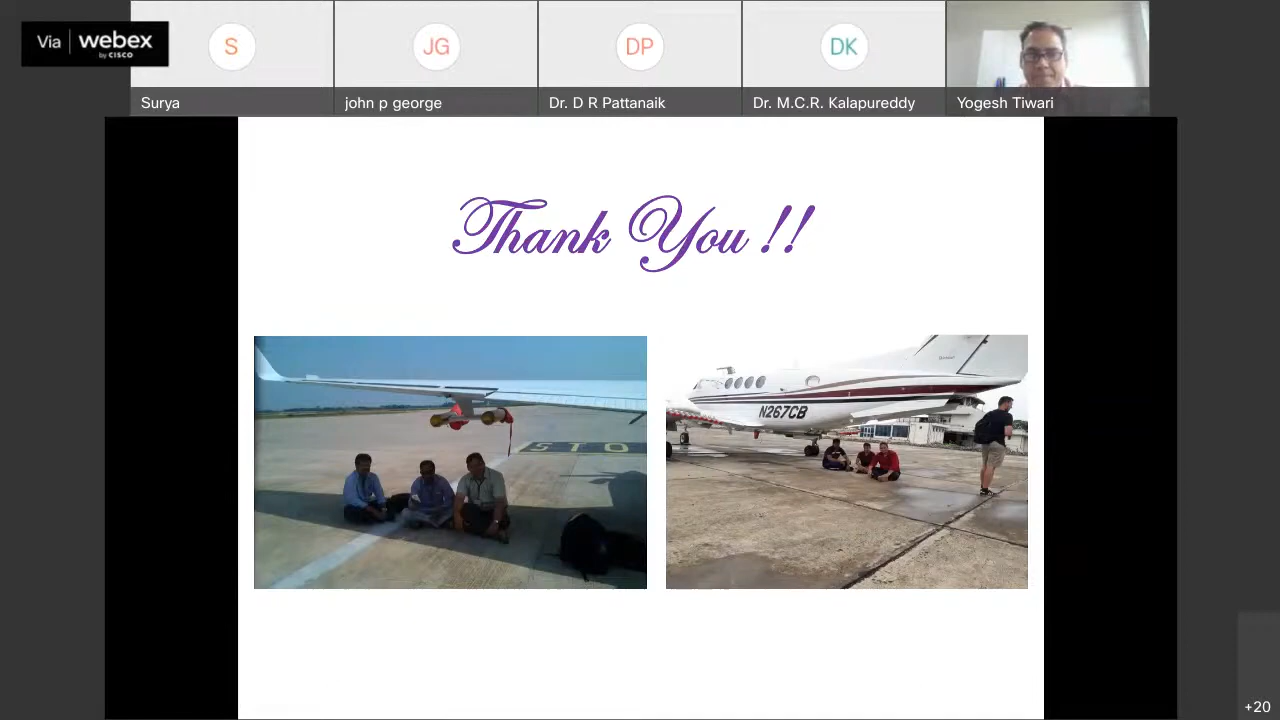 Via webex
by CISCO
S
JG
DP
DK
Surya
john p george
Dr. D R Pattanaik
Dr. M.C.R. Kalapureddy
Yogesh Tiwari
Thank You !!
STO
N267CB
+20